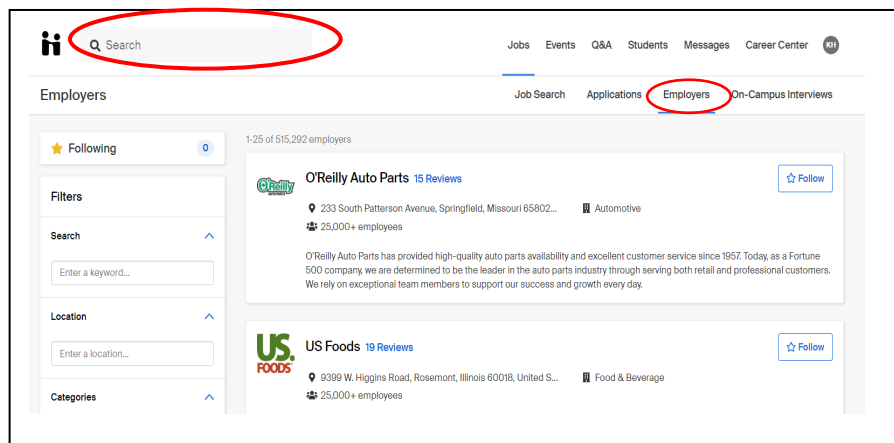 Search
Jobs Events Q&A Students Messages Career Center KH
Employers
Job Search Applications Employers On-Campus Interviews
Following 0
Filters
Search
Enter a keyword...
Location
Enter a location...
Categories
1-25 of 515,292 employers
O'Reilly AUTO PARTS
O'Reilly Auto Parts 15 Reviews
Follow
233 South Patterson Avenue, Springfield, Missouri 65802... Automotive
25,000+ employees
O'Reilly Auto Parts has provided high-quality auto parts availability and excellent customer service since 1957. Today, as a Fortune
500 company, we are determined to be the leader in the auto parts industry through serving both retail and professional customers.
We rely on exceptional team members to support our success and growth every day.
US.
FOODS
US Foods 19 Reviews
Follow
9399 W. Higgins Road, Rosemont, Illinois 60018, United S... Food & Beverage
25,000+ employees